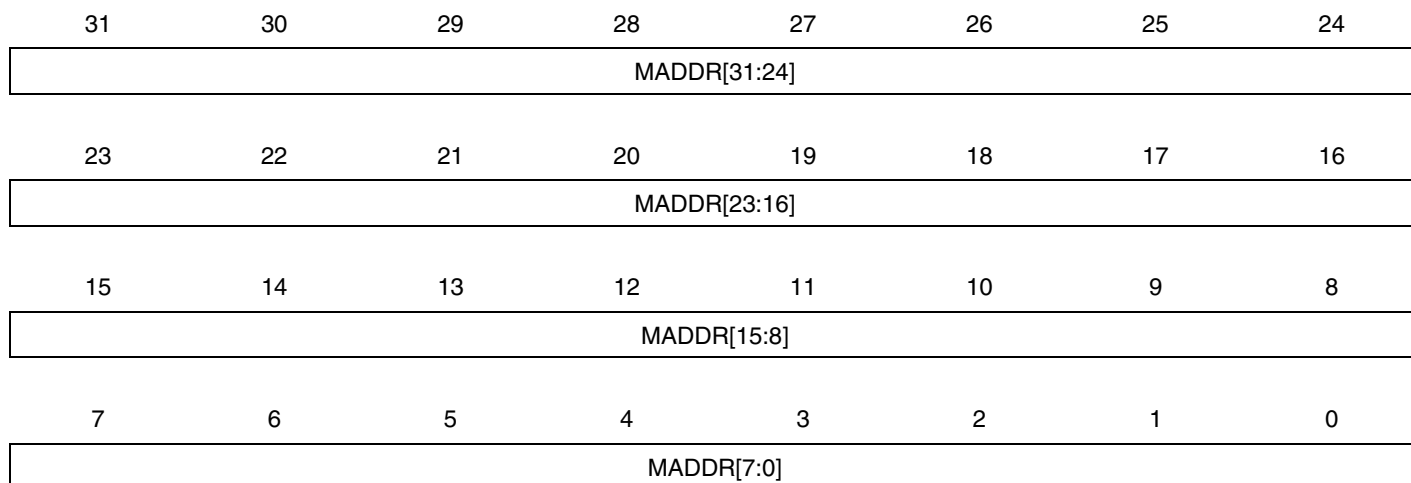 31 30 29 28 27 26 25 24
MADDR[31:24]
23 22 21 20 19 18 17 16
MADDR[23:16]
15 14 13 12 11 10 9 8
MADDR[15:8]
7 6 5 4 3 2 1 0
MADDR[7:0]